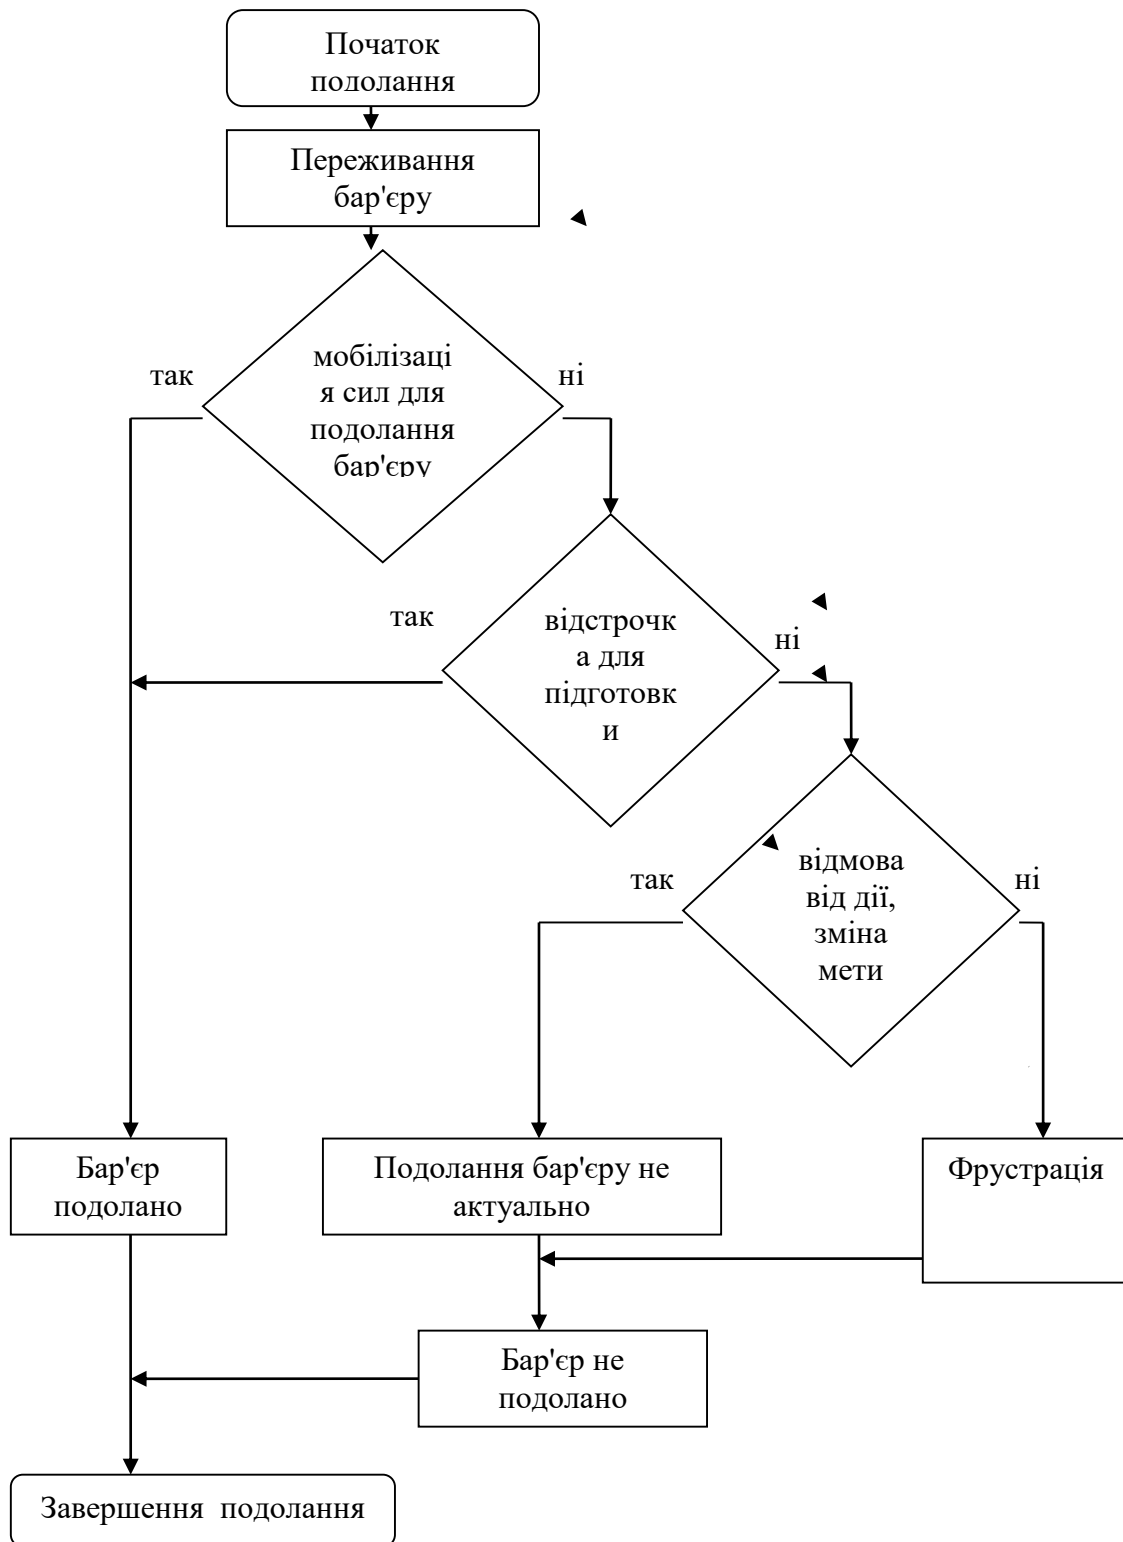 Початок
подолання
Переживання
бар'єру
так
ні
мобілізаці
я сил для
подолання
бар'єру
так
ні
відстрочк
а для
підготовк
и
так
ні
відмова
від дії,
зміна
мети
Бар'єр
подолано
Подолання бар'єру не
актуально
Фрустрація
Бар'єр не
подолано
Завершення подолання